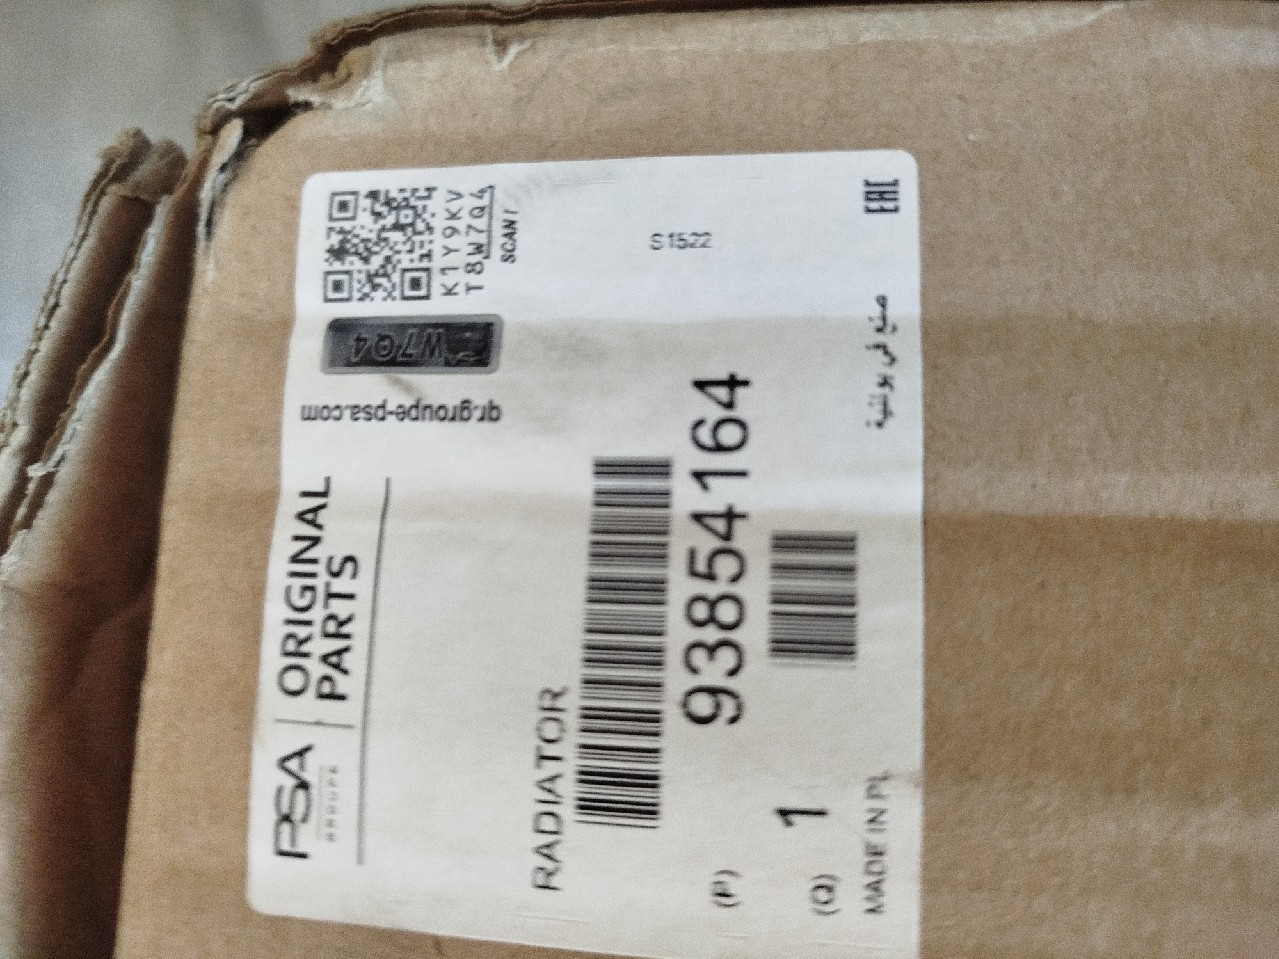 PSA
GROUPE
ORIGINAL
PARTS
qr.groupe-psa.com
W7Q4
K1Y9KV
T8W7Q4
SCAN!
RADIATOR
S1522
(P) 93854164
(Q) 1
MADE IN PL
صنع في بولندية
EAC